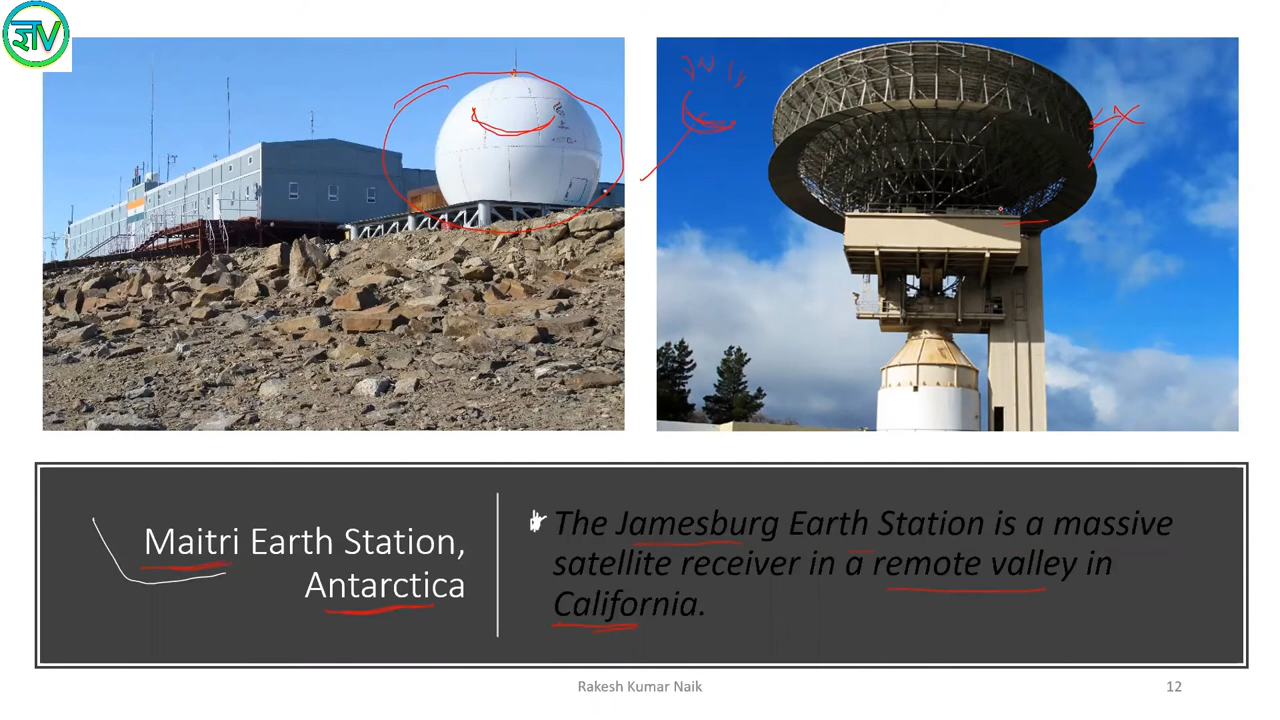 ज्ञV
Maitri Earth Station,
Antarctica
The Jamesburg Earth Station is a massive
satellite receiver in a remote valley in
California.
Rakesh Kumar Naik
12